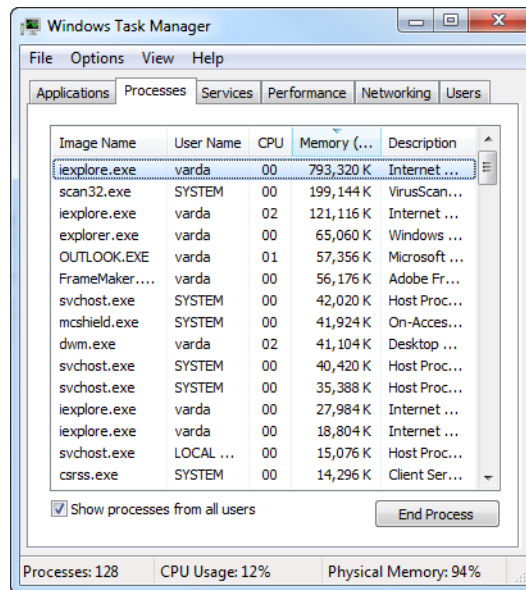 Windows Task Manager
File Options View Help
Applications Processes Services Performance Networking Users
Image Name User Name CPU Memory (... Description
iexplore.exe varda 00 793,320 K Internet ...
scan32.exe SYSTEM 00 199,144 K VirusScan...
iexplore.exe varda 02 121,116 K Internet ...
explorer.exe varda 00 65,060 K Windows ...
OUTLOOK.EXE varda 01 57,356 K Microsoft ...
FrameMaker.... varda 00 56,176 K Adobe Fr...
svchost.exe SYSTEM 00 42,020 K Host Proc...
mcshield.exe SYSTEM 00 41,924 K On-Acces...
dwm.exe varda 02 41,104 K Desktop ...
svchost.exe SYSTEM 00 40,420 K Host Proc...
svchost.exe SYSTEM 00 35,388 K Host Proc...
iexplore.exe varda 00 27,984 K Internet ...
iexplore.exe varda 00 18,804 K Internet ...
svchost.exe LOCAL ... 00 15,076 K Host Proc...
csrss.exe SYSTEM 00 14,296 K Client Ser...
Show processes from all users End Process
Processes: 128 CPU Usage: 12% Physical Memory: 94%